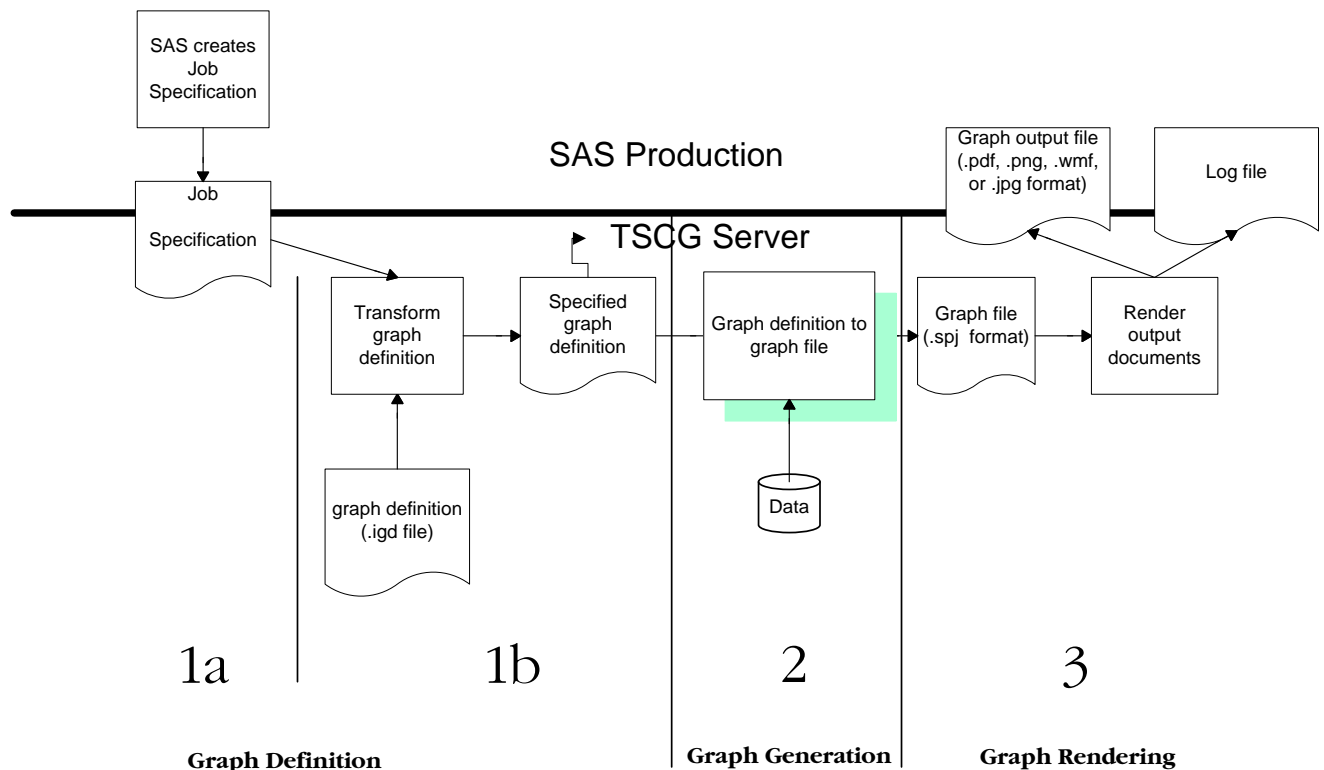 SAS creates
Job
Specification
SAS Production
Graph output file
(.pdf, .png, .wmf,
or .jpg format)
Log file
Job
Specification
TSCG Server
Transform
graph
definition
Specified
graph
definition
Graph definition to
graph file
Graph file
(.spj format)
Render
output
documents
graph definition
(.igd file)
Data
1a
1b
2
3
Graph Definition
Graph Generation
Graph Rendering